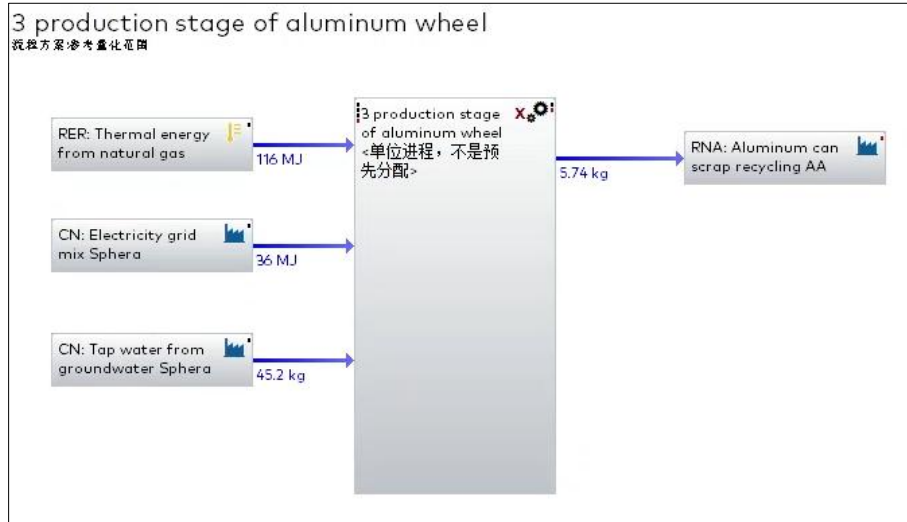 3 production stage of aluminum wheel
流程方案:参考量化范围
RER: Thermal energy
from natural gas
116 MJ
CN: Electricity grid
mix Sphera
36 MJ
CN: Tap water from
groundwater Sphera
45.2 kg
3 production stage
of aluminum wheel
<单位进程，不是预
先分配>
X
5.74 kg
RNA: Aluminum can
scrap recycling AA